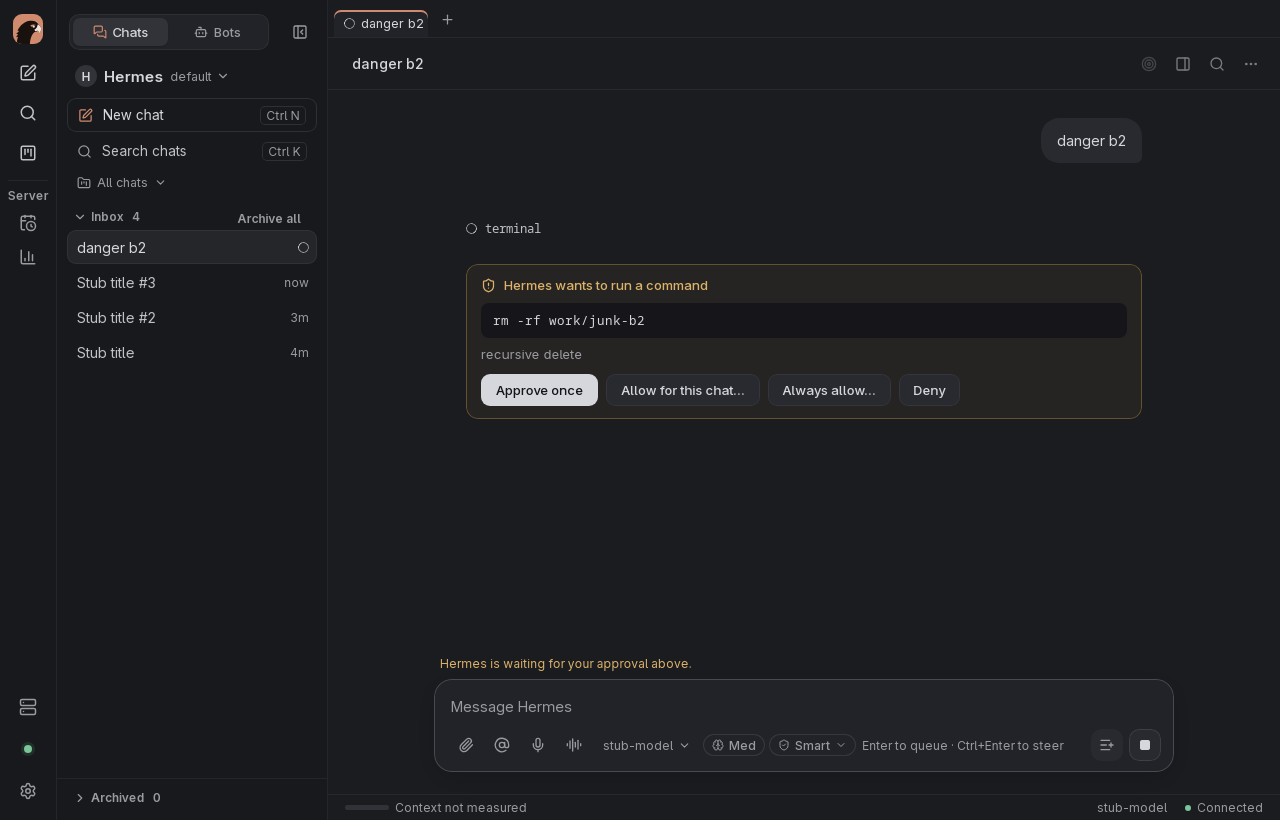 Chats
Bots
H Hermes default
New chat Ctrl N
Search chats Ctrl K
All chats
Server
Inbox 4 Archive all
danger b2
Stub title #3 now
Stub title #2 3m
Stub title 4m
Archived 0
danger b2
danger b2
danger b2
terminal
Hermes wants to run a command
rm -rf work/junk-b2
recursive delete
Approve once Allow for this chat... Always allow... Deny
Hermes is waiting for your approval above.
Message Hermes
stub-model Med Smart Enter to queue · Ctrl+Enter to steer
Context not measured stub-model Connected